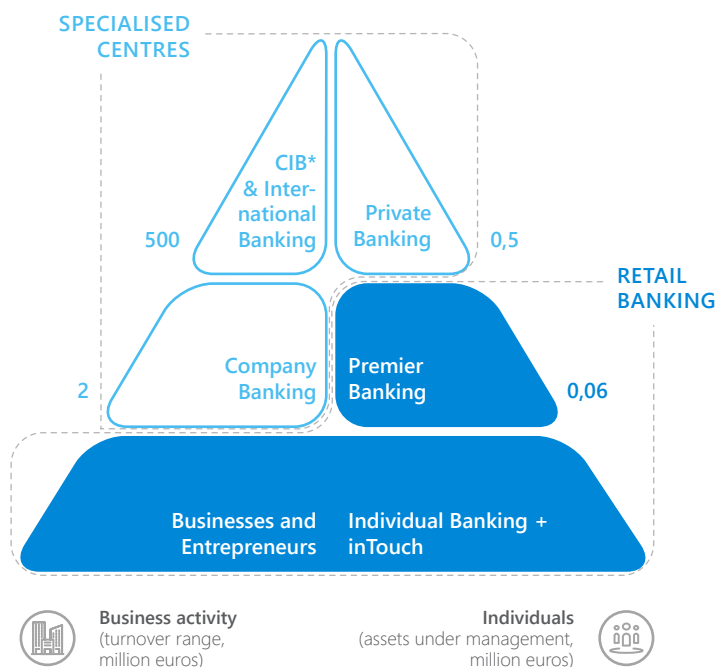 SPECIALISED
CENTRES
CIB*
& Inter-
national
Banking
Private
Banking
500
0,5
RETAIL
BANKING
Company
Banking
Premier
Banking
2
0,06
Businesses and
Entrepreneurs
Individual Banking +
inTouch
Business activity
(turnover range,
million euros)
Individuals
(assets under management,
million euros)